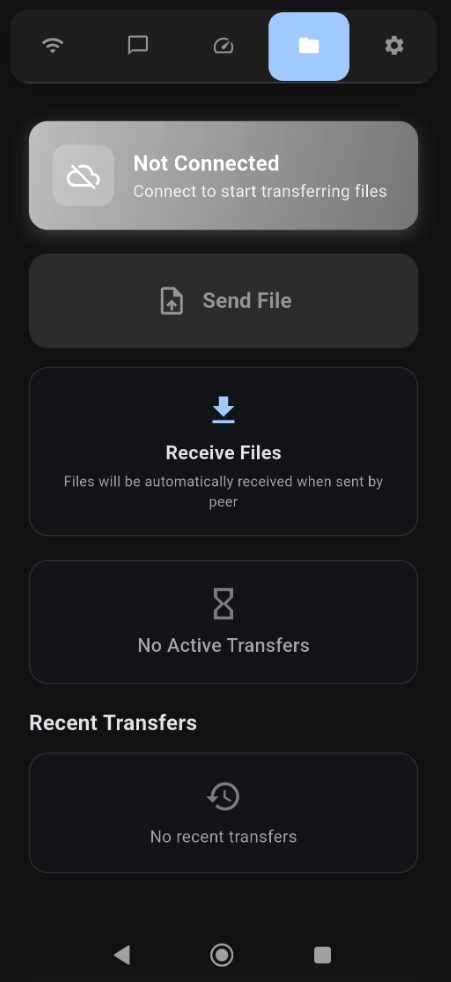 Not Connected
Connect to start transferring files
Send File
Receive Files
Files will be automatically received when sent by
peer
No Active Transfers
Recent Transfers
No recent transfers